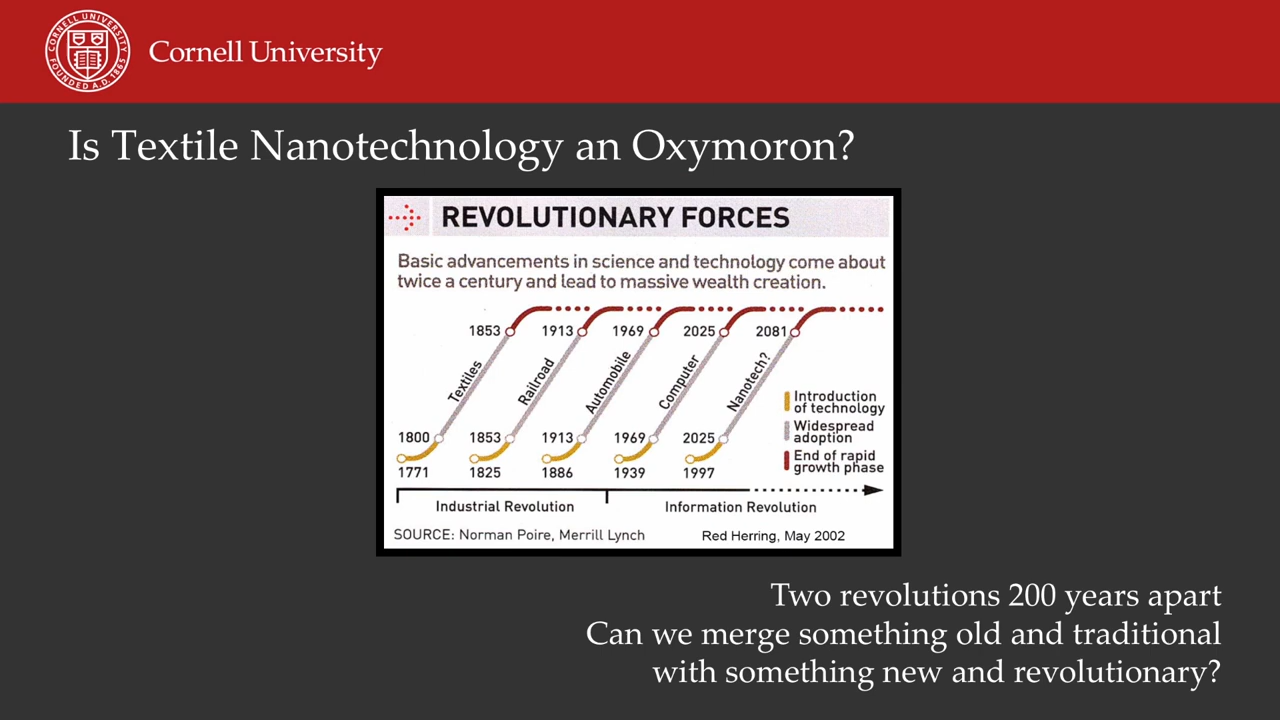 CORNELL UNIVERSITY
FOUNDED A.D. 1865
Cornell University
Is Textile Nanotechnology an Oxymoron?
REVOLUTIONARY FORCES
Basic advancements in science and technology come about
twice a century and lead to massive wealth creation.
1853 1913 1969 2025 2081
Textiles Railroad Automobile Computer Nanotech?
Introduction
of technology
Widespread
adoption
End of rapid
growth phase
1800 1853 1913 1969 2025
1771 1825 1886 1939 1997
Industrial Revolution Information Revolution
SOURCE: Norman Poire, Merrill Lynch Red Herring, May 2002
Two revolutions 200 years apart
Can we merge something old and traditional
with something new and revolutionary?